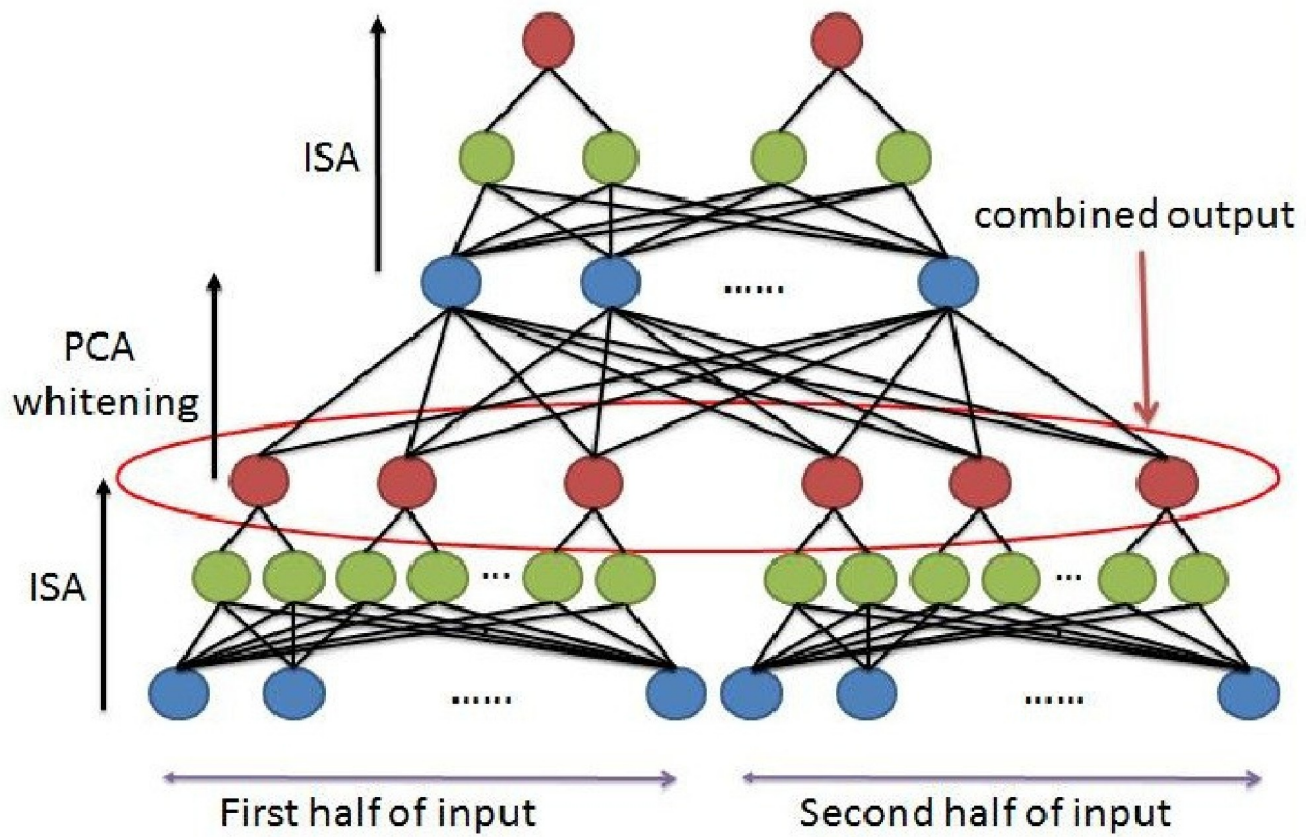 ISA
combined output
......
PCA
whitening
ISA
...
...
......
......
First half of input
Second half of input